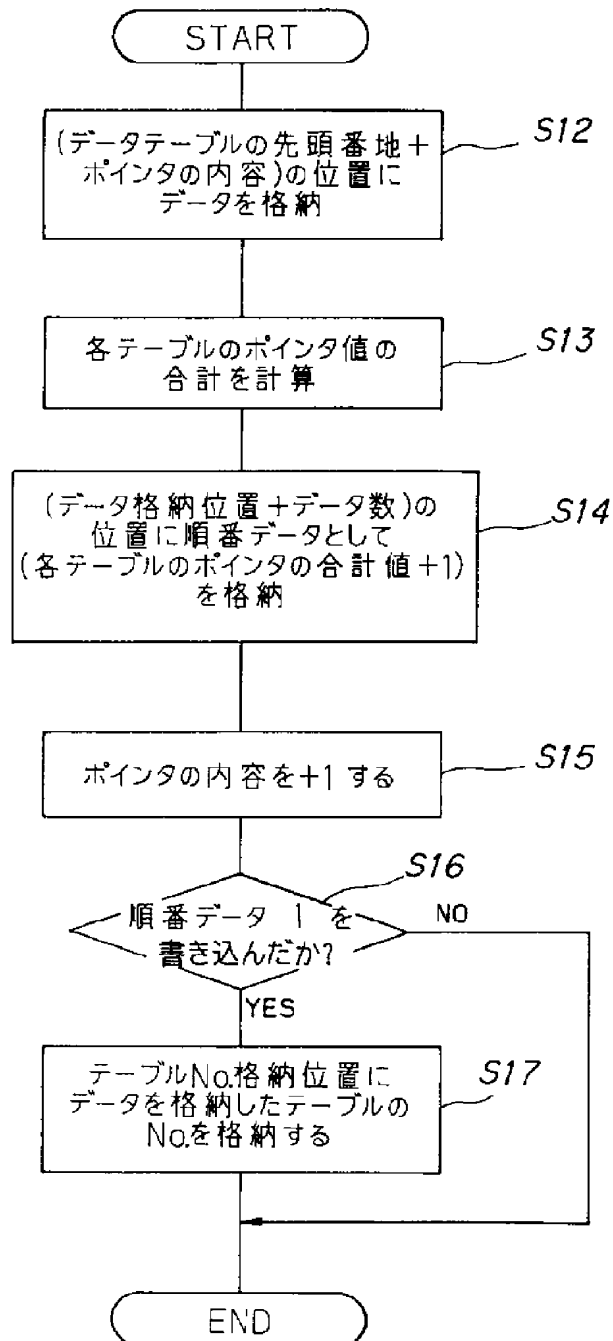 START
(データテーブルの先頭番地+
ポインタの内容)の位置に
データを格納
S12
各テーブルのポインタ値の
合計を計算
S13
(データ格納位置+データ数)の
位置に順番データとして
(各テーブルのポインタの合計値+1)
を格納
S14
ポインタの内容を+1する
S15
S16
順番データ 1 を
書き込んだか?
NO
YES
テーブルNo.格納位置に
データを格納したテーブルの
No.を格納する
S17
END